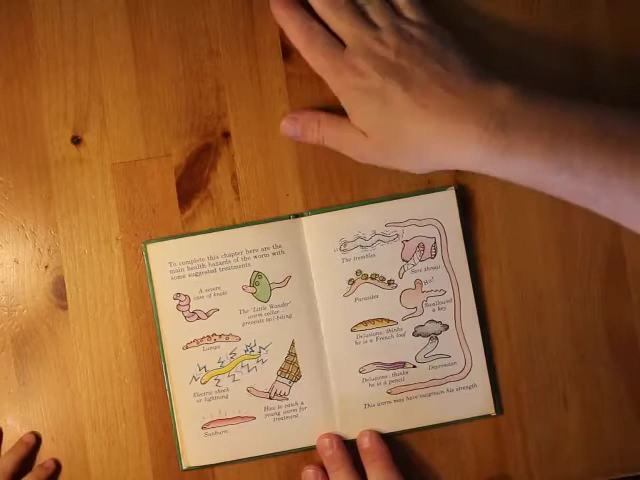 To complete this chapter here are the
main health hazards of the worm with
some suggested treatments
A severe
case of knots
The 'Little Wonder'
worm collar -
prevents tail-biting
Lumps
Electric shock
or lightning
How to catch a
young worm for
treatment
Sunburn
The trembles
Sore throat
Parasites
Swallowed
a key
Delusions: thinks
he is a French loaf
Depression
Delusions: thinks
he is a pencil
This worm may have outgrown his strength